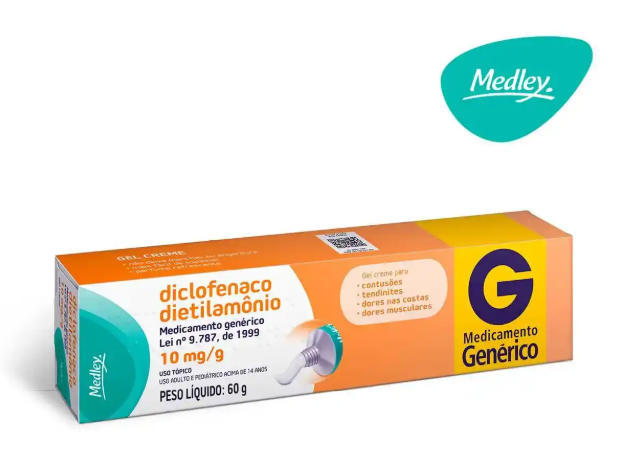 Medley.
GEL CREME
diclofenaco
dietilamônio
Medicamento genérico
Lei nº 9.787, de 1999
10 mg/g
USO TÓPICO
USO ADULTO E PEDIÁTRICO ACIMA DE 14 ANOS
PESO LÍQUIDO: 60 g
Medley.
Gel creme para
• contusões
• tendinites
• dores nas costas
• dores musculares
G
Medicamento
Genérico
diclofenaco
dietilamônio